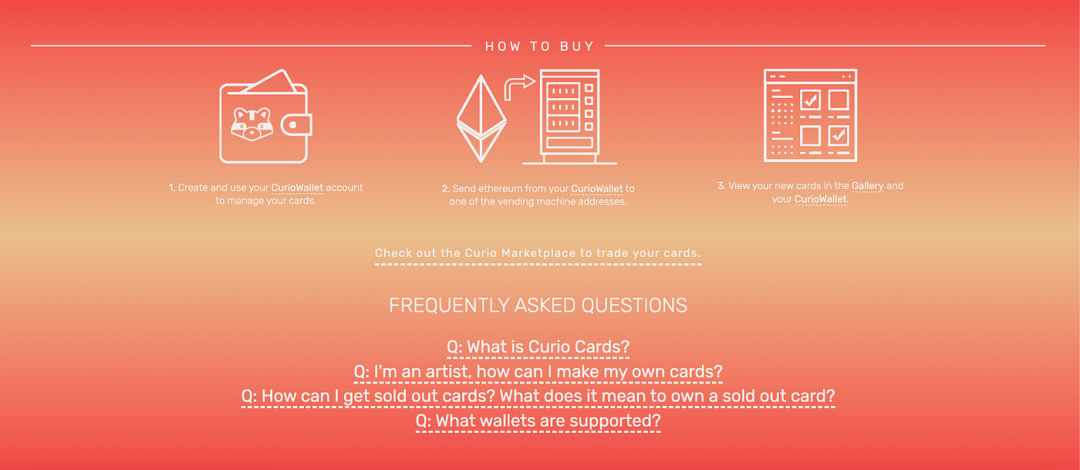 HOW TO BUY
1. Create and use your CurioWallet account
to manage your cards.
2. Send ethereum from your CurioWallet to
one of the vending machine addresses.
3. View your new cards in the Gallery and
your CurioWallet.
Check out the Curio Marketplace to trade your cards.
FREQUENTLY ASKED QUESTIONS
Q: What is Curio Cards?
Q: I'm an artist, how can I make my own cards?
Q: How can I get sold out cards? What does it mean to own a sold out card?
Q: What wallets are supported?